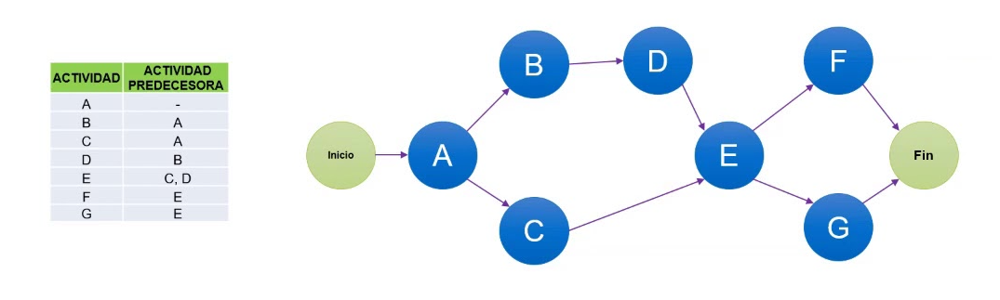 ACTIVIDAD ACTIVIDAD PREDECESORA
A -
B A
C A
D B
E C, D
F E
G E
Inicio
A
B
C
D
E
F
G
Fin